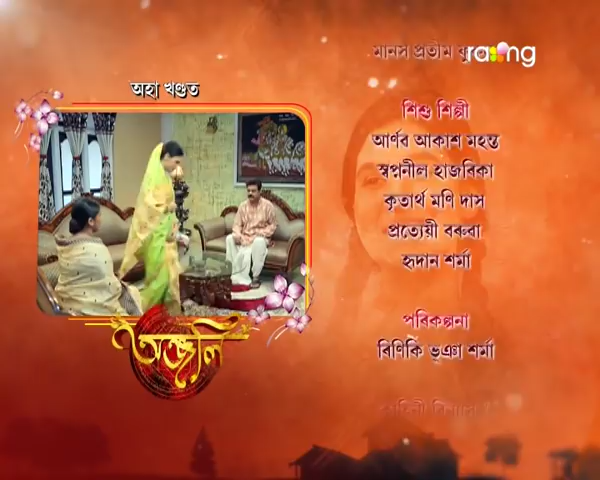 মানস প্ৰতীম
rang
অহা খণ্ডত
শিশু শিল্পী
আৰ্ণৱ আকাশ মহন্ত
স্বপ্ননীল হাজৰিকা
কৃতাৰ্থ মণি দাস
প্ৰত্যেয়ী বৰুৱা
হৃদান শৰ্মা
পৰিকল্পনা
ৰিণিকি ভূঞা শৰ্মা
অঞ্জলি